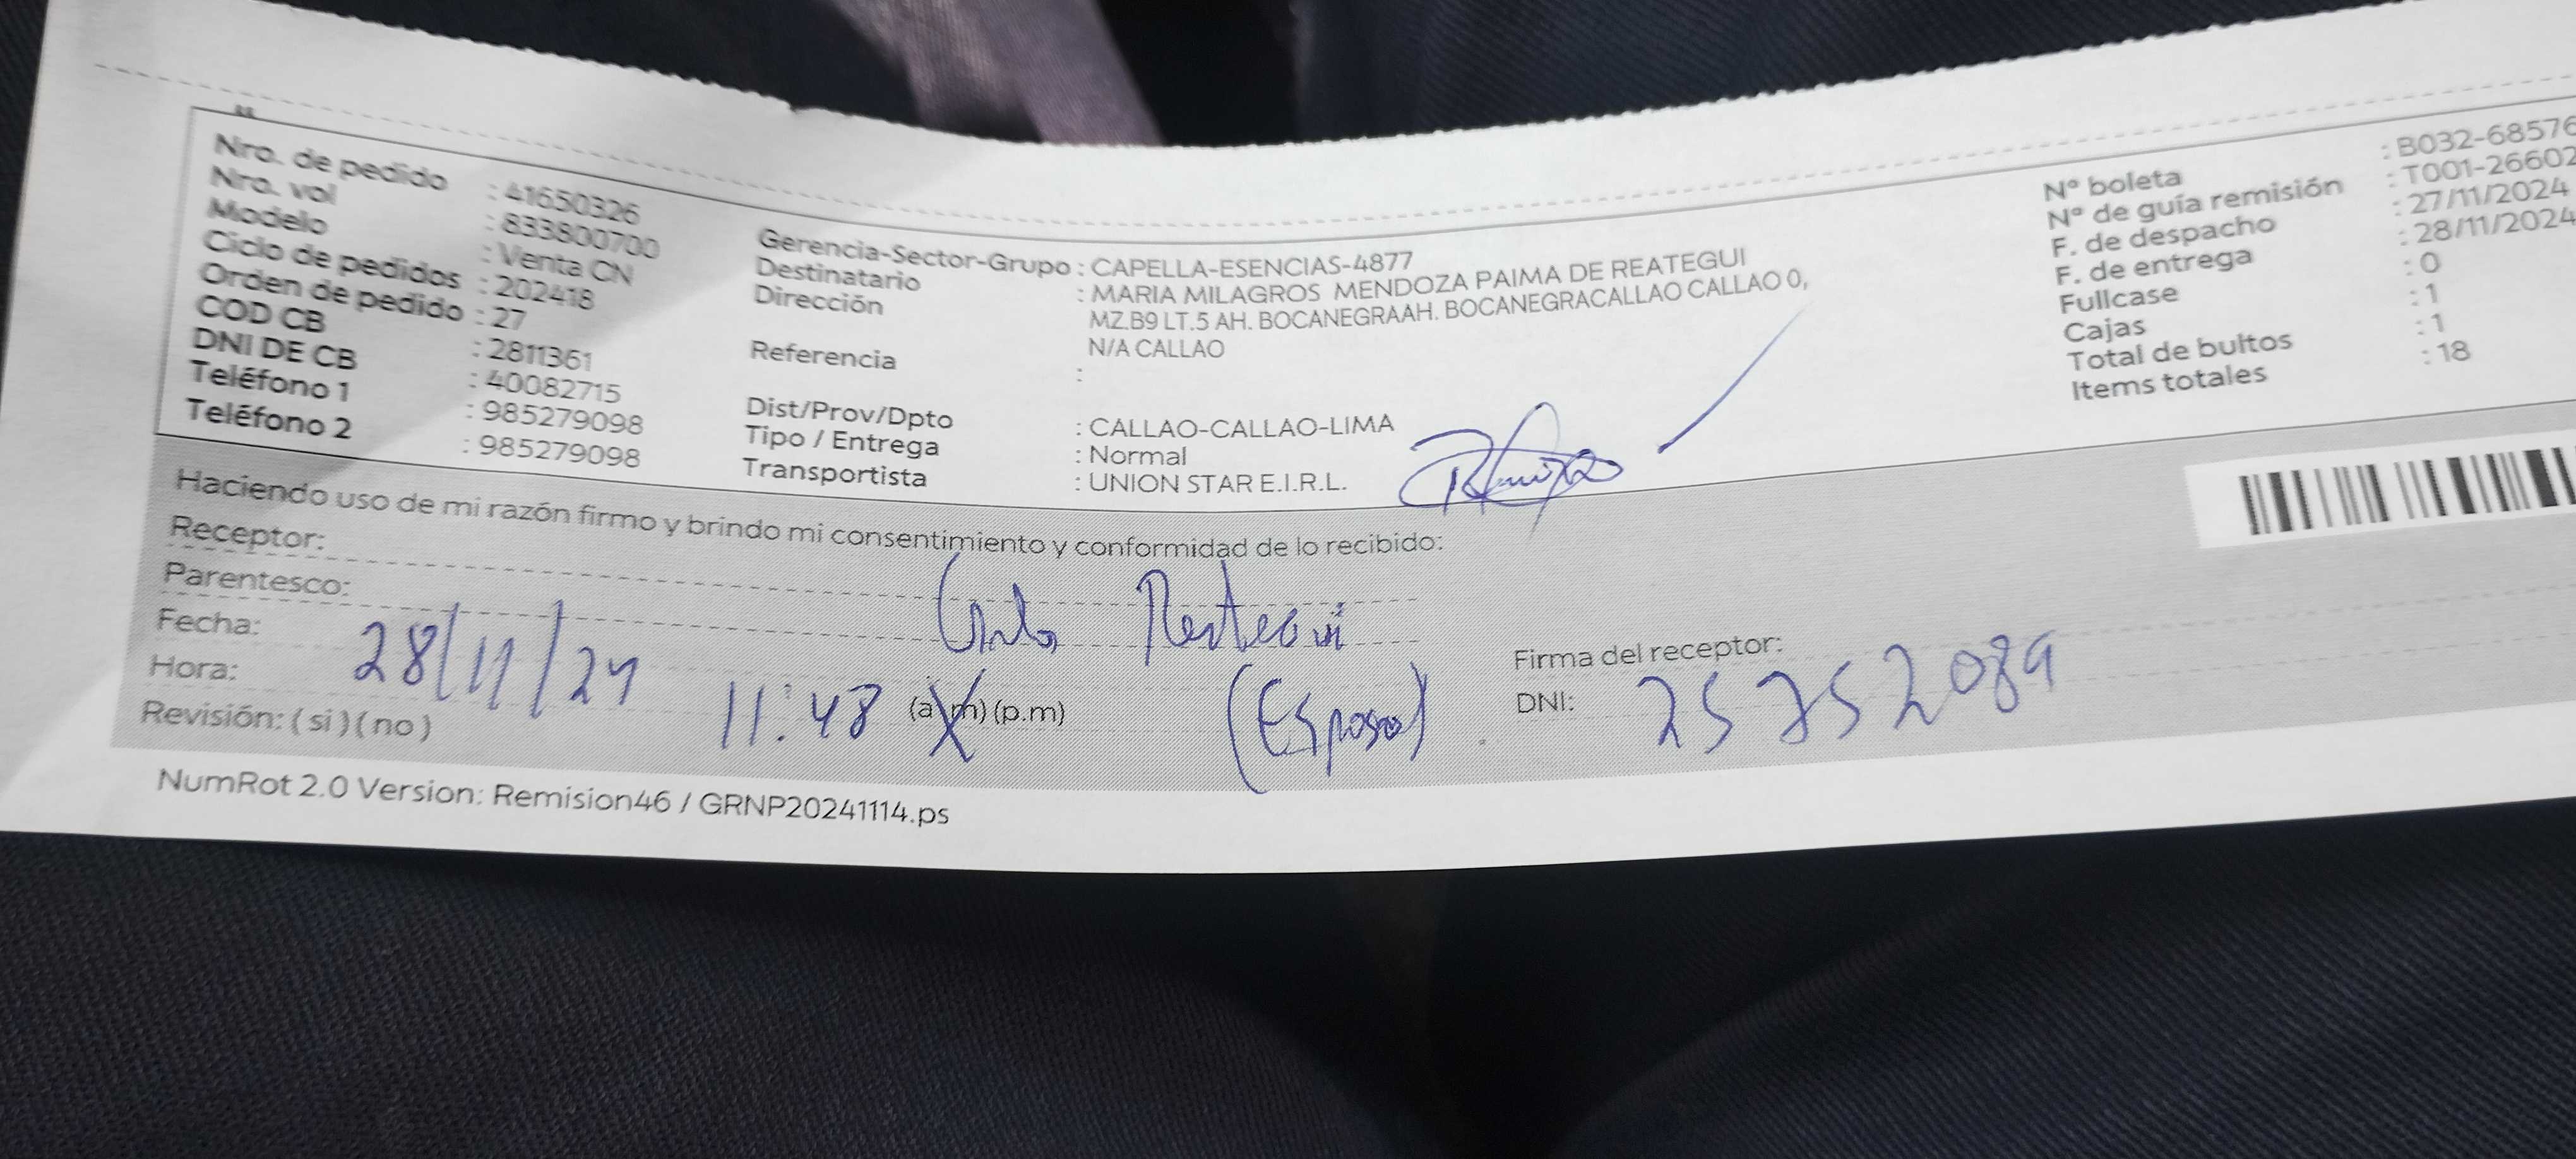 Nro. de pedido : 41650326
Nro. vol : 833800700
Modelo : Venta CN
Ciclo de pedidos : 202418
Orden de pedido : 27
COD CB : 2811361
DNI DE CB : 40082715
Teléfono 1 : 985279098
Teléfono 2 : 985279098
Gerencia-Sector-Grupo : CAPELLA-ESENCIAS-4877
Destinatario : MARIA MILAGROS MENDOZA PAIMA DE REATEGUI
Dirección MZ.B9 LT.5 AH. BOCANEGRAAH. BOCANEGRACALLAO CALLAO 0,
N/A CALLAO
Referencia :
Dist/Prov/Dpto : CALLAO-CALLAO-LIMA
Tipo / Entrega : Normal
Transportista : UNION STAR E.I.R.L.
N° boleta : B032-68576
N° de guía remisión : T001-26602
F. de despacho : 27/11/2024
F. de entrega : 28/11/2024
Fullcase : 0
Cajas : 1
Total de bultos : 1
Items totales : 18
Haciendo uso de mi razón firmo y brindo mi consentimiento y conformidad de lo recibido:
Receptor: Reategui
Parentesco: (Esposo)
Fecha: 28/11/24
Hora: 11:48 (a.m) (p.m)
Revisión: ( si ) ( no )
Firma del receptor:
DNI: 25752089
NumRot 2.0 Version: Remision46 / GRNP20241114.ps